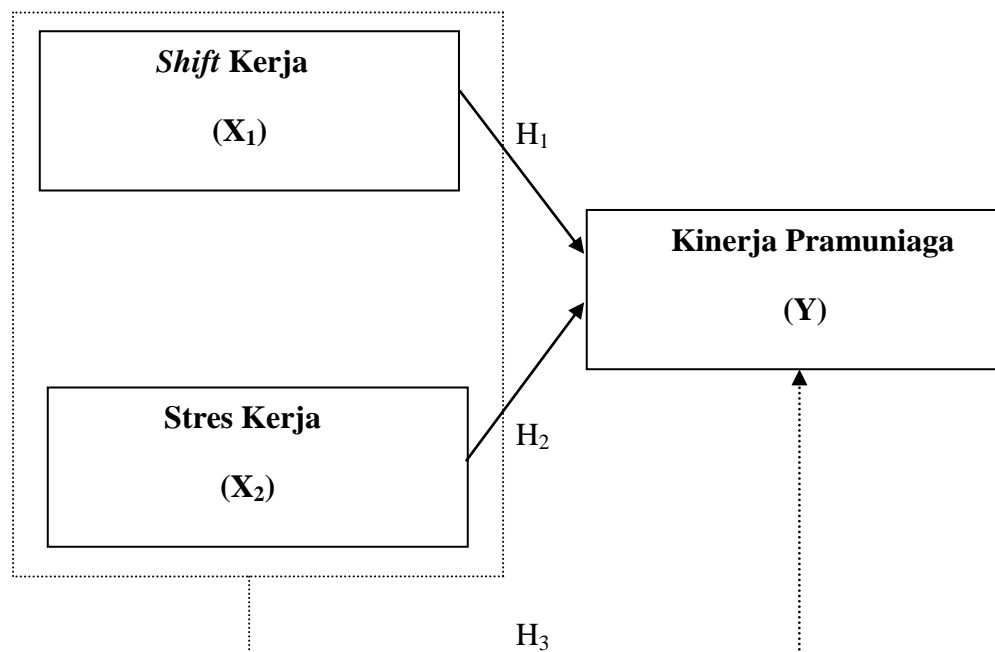 Shift Kerja
(X₁)
H₁
Kinerja Pramuniaga
(Y)
Stres Kerja
(X₂)
H₂
H₃